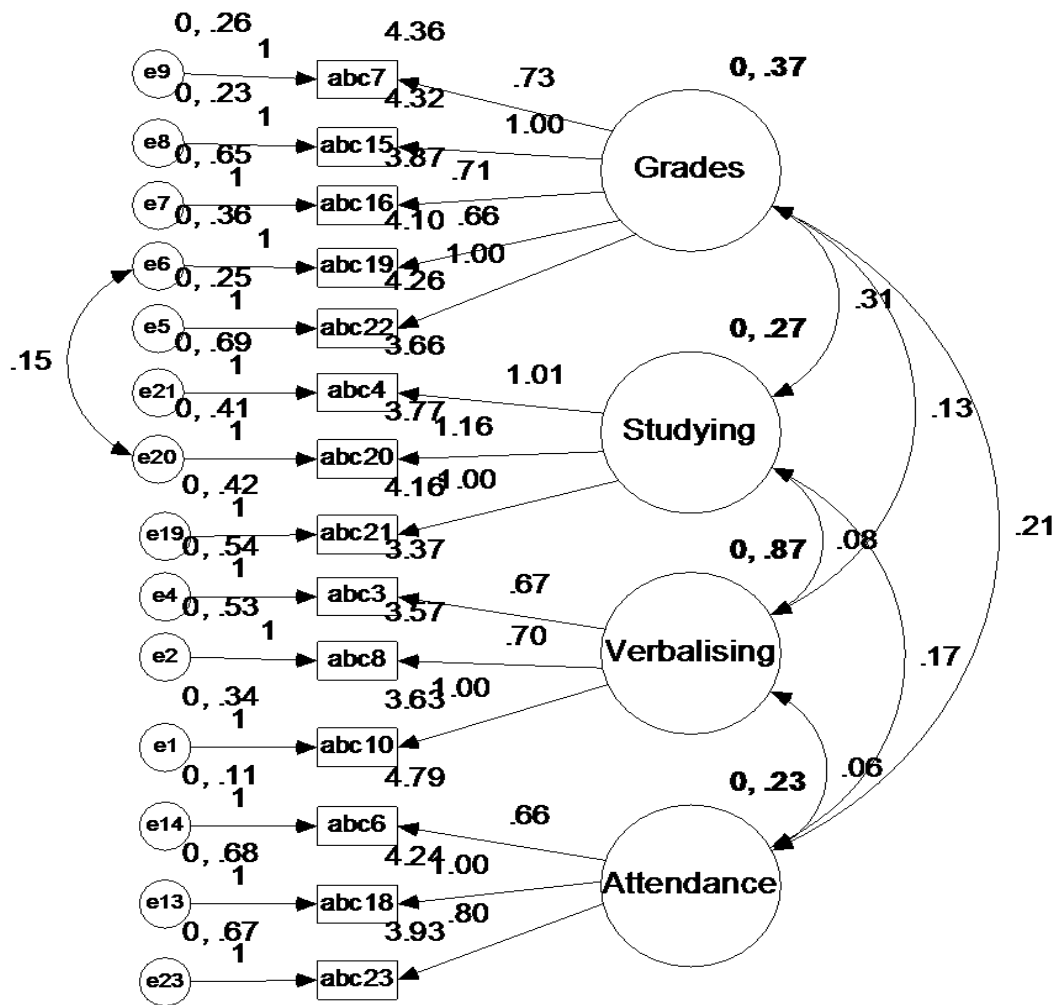 0, .26
4.36
1
e9
abc7
.73
0, .37
0, .23
4.32
1
1.00
e8
abc15
Grades
0, .65
3.87
.71
1
e7
abc16
0, .36
4.10
.66
1
1.00
e6
abc19
0, .25
4.26
1
.31
e5
abc22
0, .27
0, .69
3.66
.15
1
1.01
e21
abc4
0, .41
3.77
.13
1
1.16
Studying
e20
abc20
0, .42
4.16
1.00
1
e19
abc21
.21
0, .54
3.37
0, .87
.08
1
e4
abc3
.67
0, .53
3.57
1
.70
Verbalising
.17
e2
abc8
0, .34
3.63
1.00
1
e1
abc10
0, .11
4.79
0, .23
.06
1
.66
e14
abc6
0, .68
4.24
1.00
1
Attendance
e13
abc18
0, .67
3.93
.80
1
e23
abc23